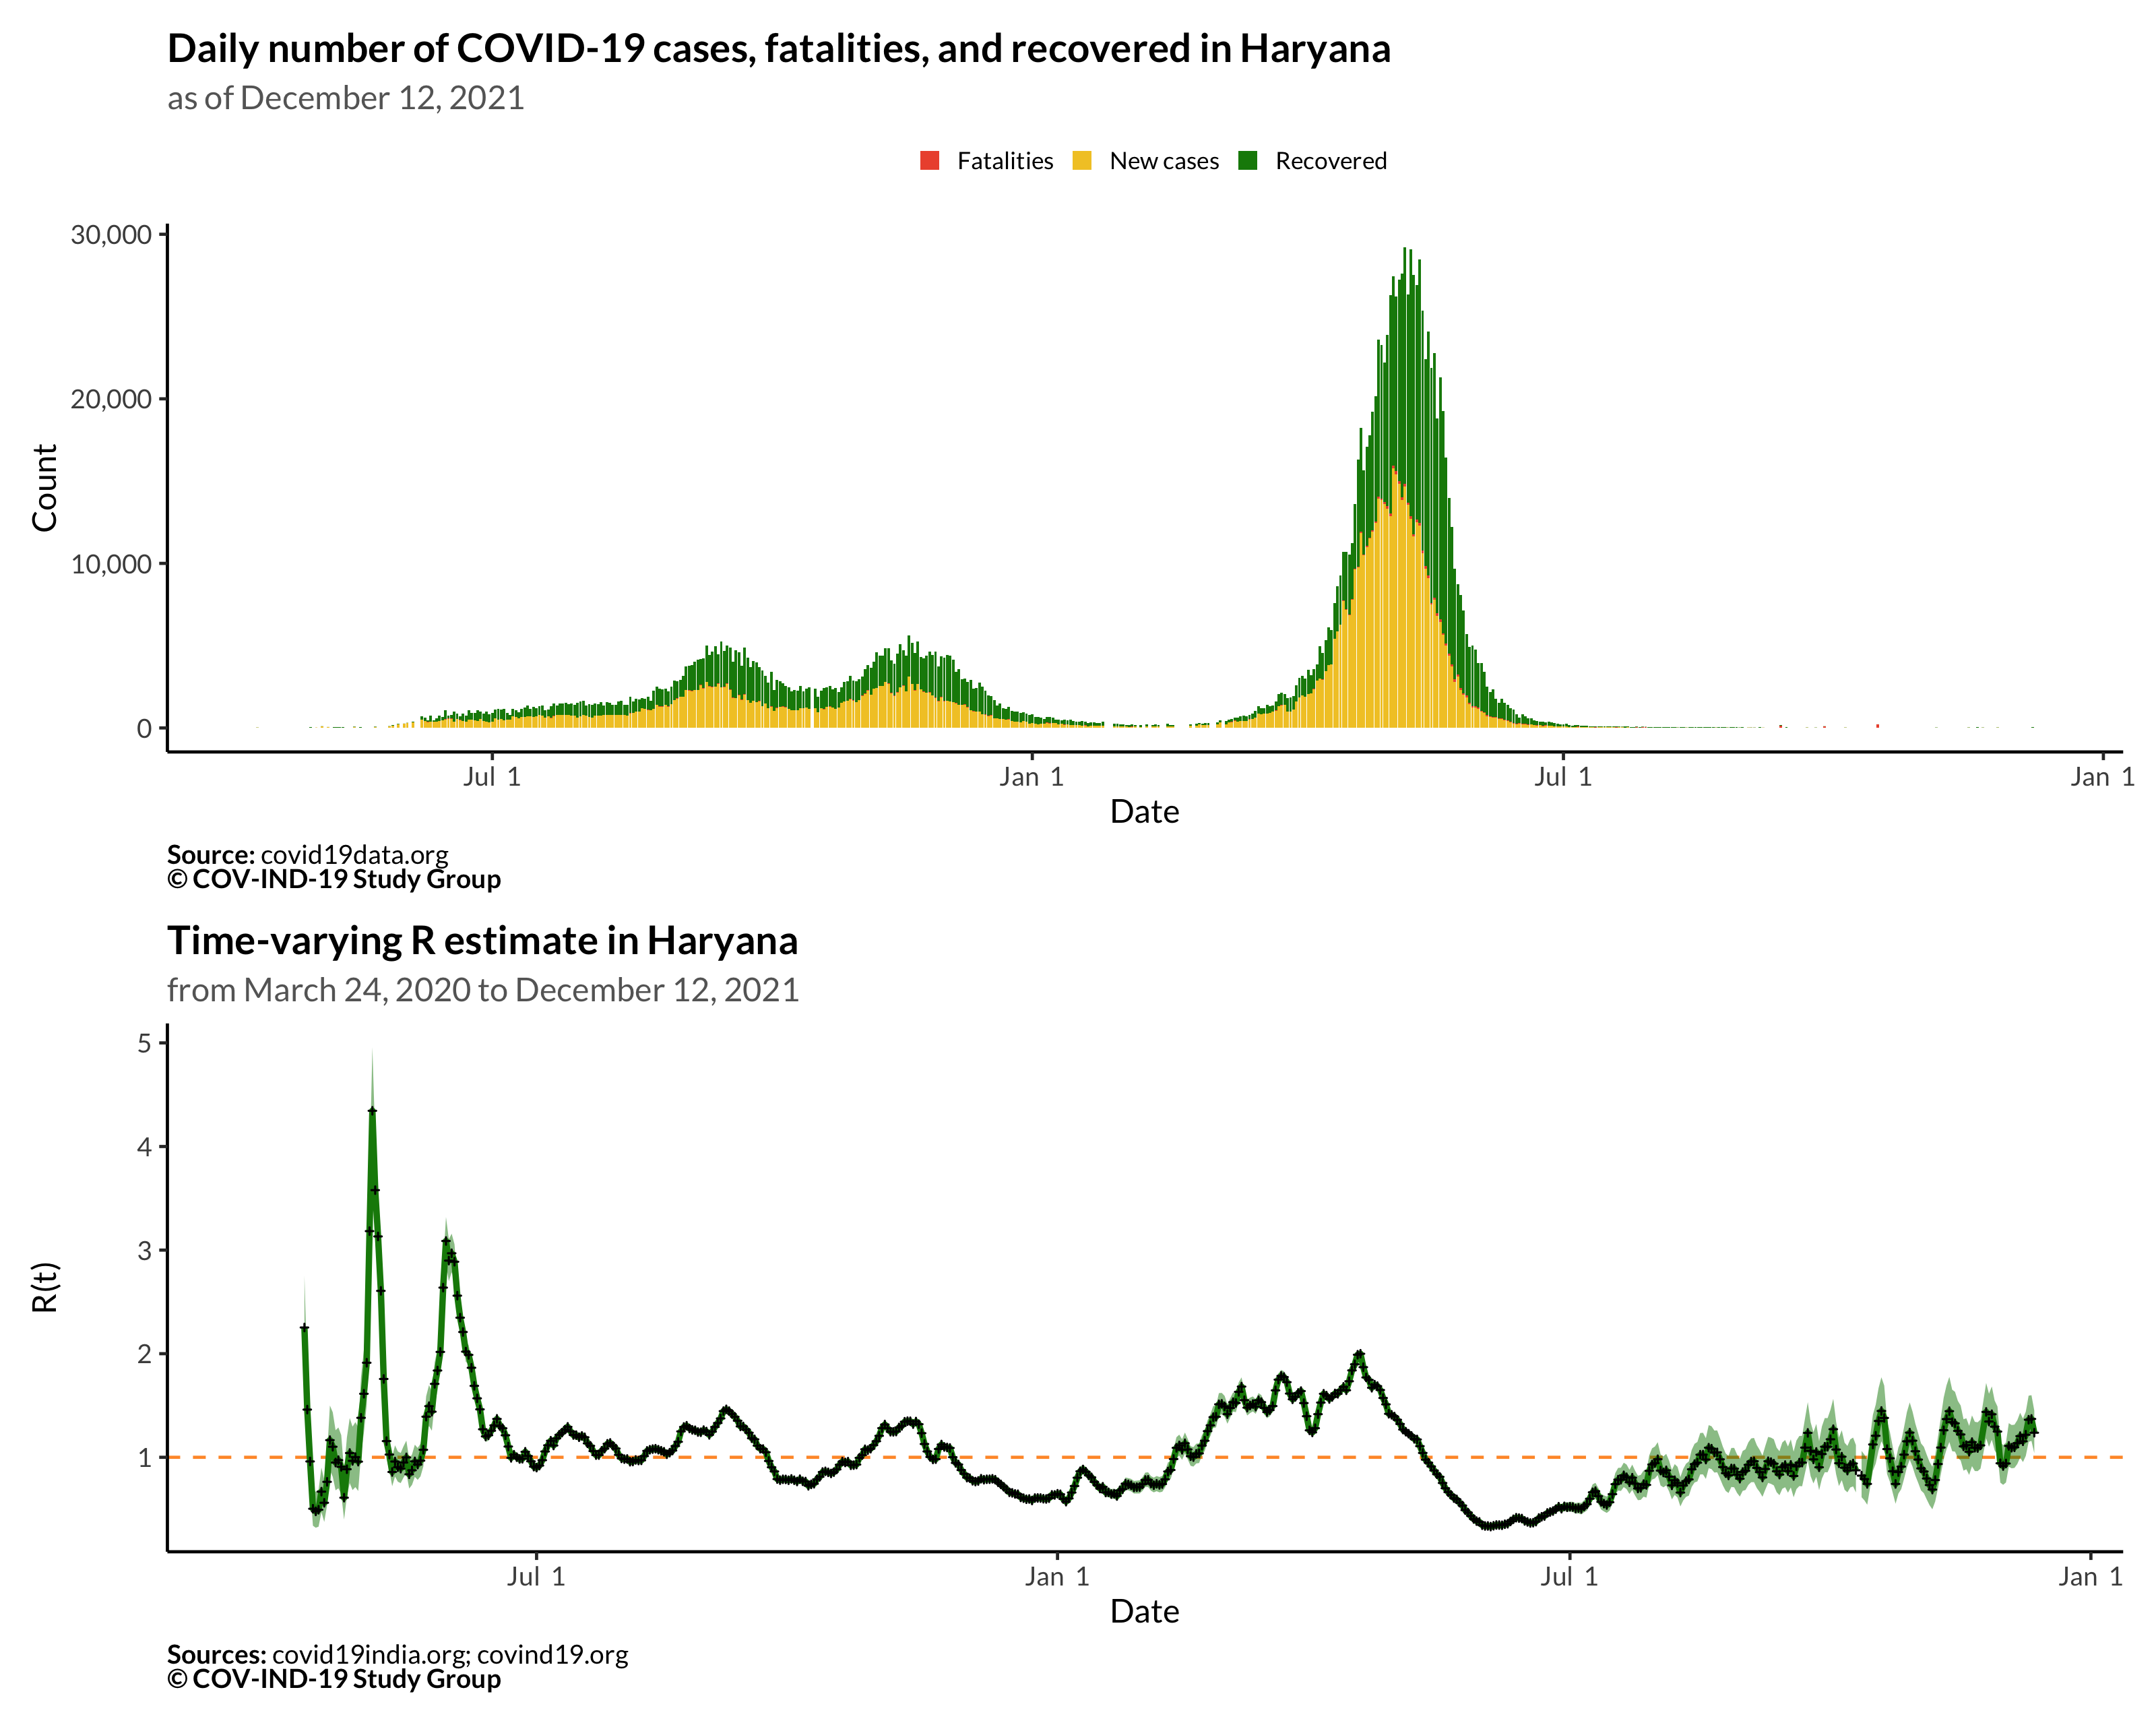 Daily number of COVID-19 cases, fatalities, and recovered in Haryana
as of December 12, 2021
Fatalities New cases Recovered
30,000
20,000
10,000
0
Count
Jul 1 Jan 1 Jul 1 Jan 1
Date
Source: covid19data.org
© COV-IND-19 Study Group
Time-varying R estimate in Haryana
from March 24, 2020 to December 12, 2021
5
4
3
2
1
R(t)
Jul 1 Jan 1 Jul 1 Jan 1
Date
Sources: covid19india.org; covind19.org
© COV-IND-19 Study Group